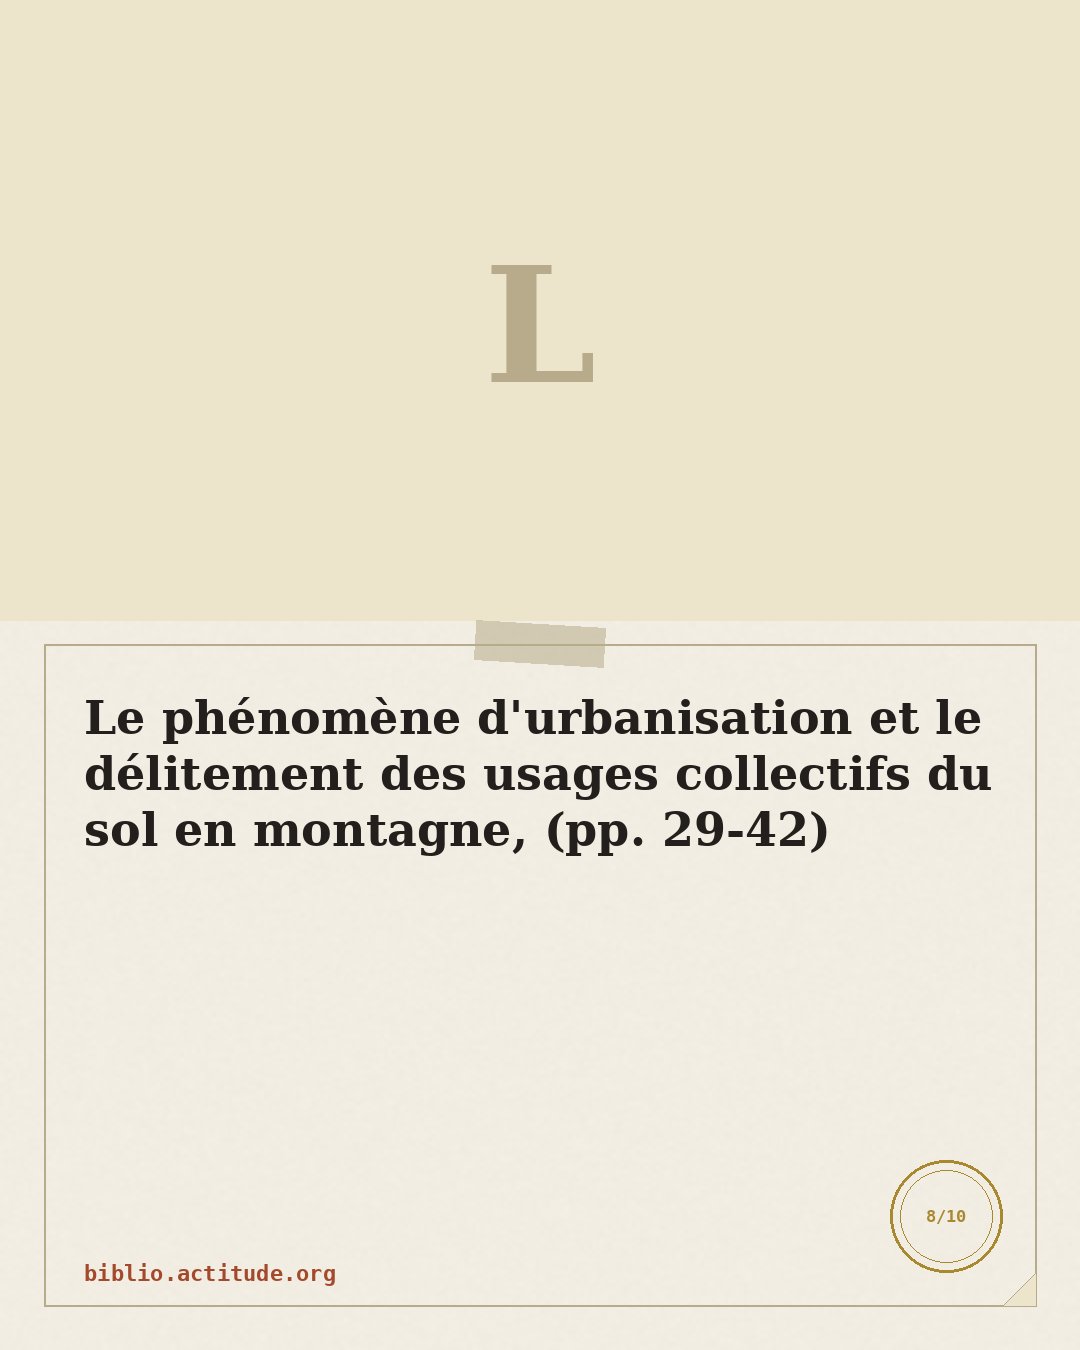 L
Le phénomène d'urbanisation et le
délitement des usages collectifs du
sol en montagne, (pp. 29-42)
8/10
biblio.actitude.org